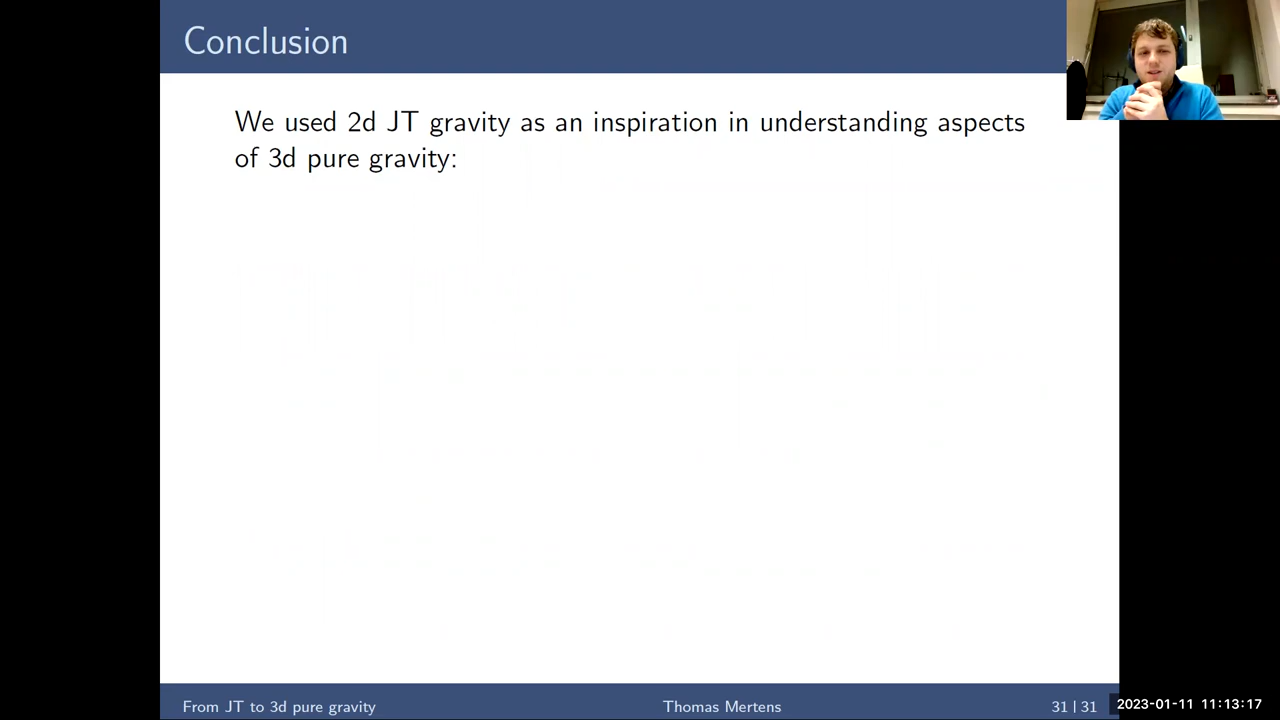 Conclusion
We used 2d JT gravity as an inspiration in understanding aspects
of 3d pure gravity:
From JT to 3d pure gravity
Thomas Mertens
31 | 31
2023-01-11 11:13:17